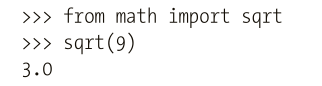 >>> from math import sqrt
>>> sqrt(9)
3.0